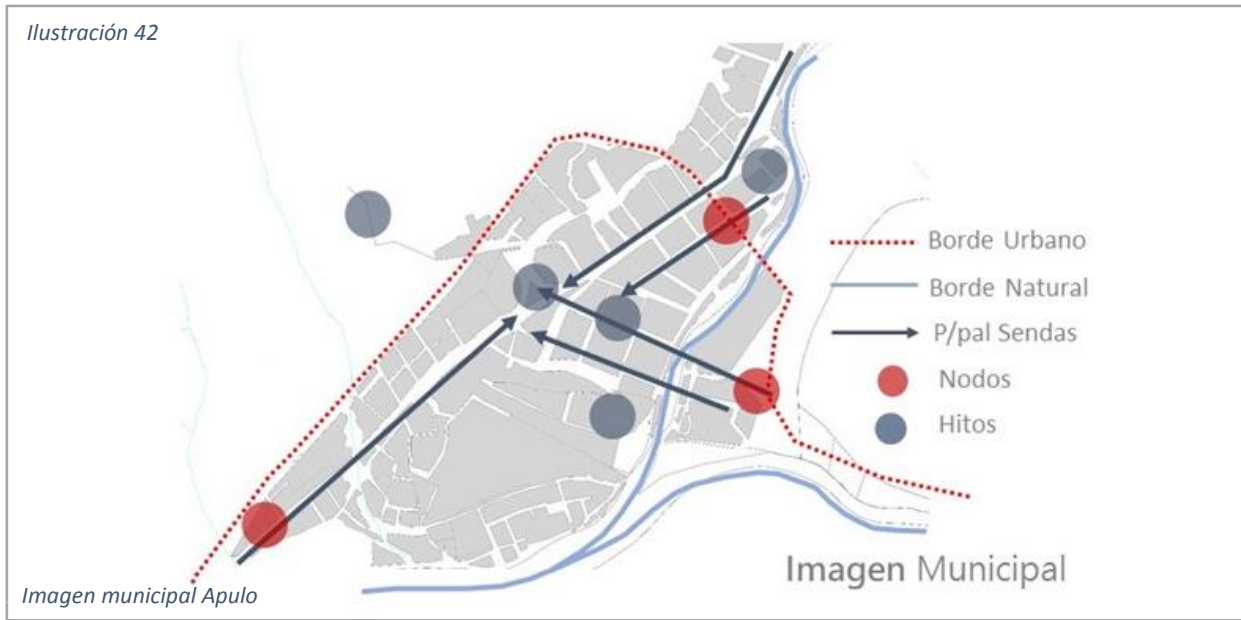 Ilustración 42
Borde Urbano
Borde Natural
P/pal Sendas
Nodos
Hitos
Imagen Municipal
Imagen municipal Apulo